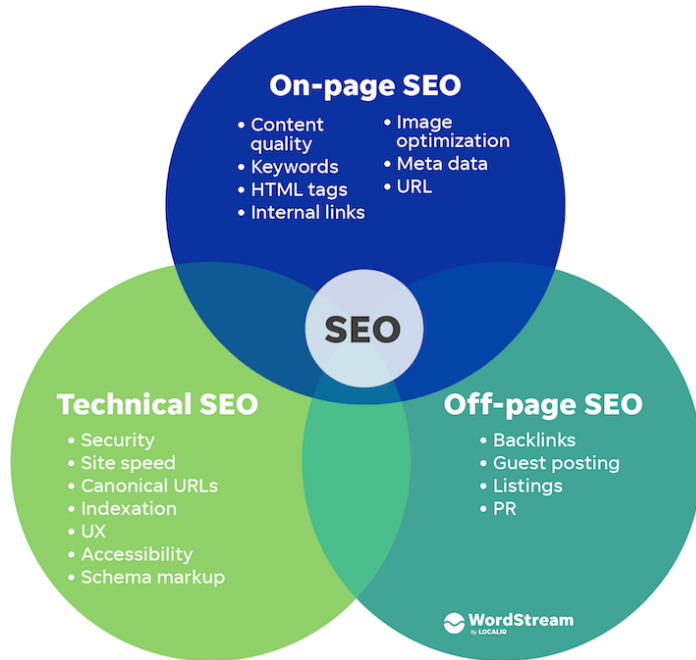 On-page SEO
• Content
quality
• Keywords
• HTML tags
• Internal links
• Image
optimization
• Meta data
• URL
SEO
Technical SEO
• Security
• Site speed
• Canonical URLs
• Indexation
• UX
• Accessibility
• Schema markup
Off-page SEO
• Backlinks
• Guest posting
• Listings
• PR
WordStream
By LOCALiQ